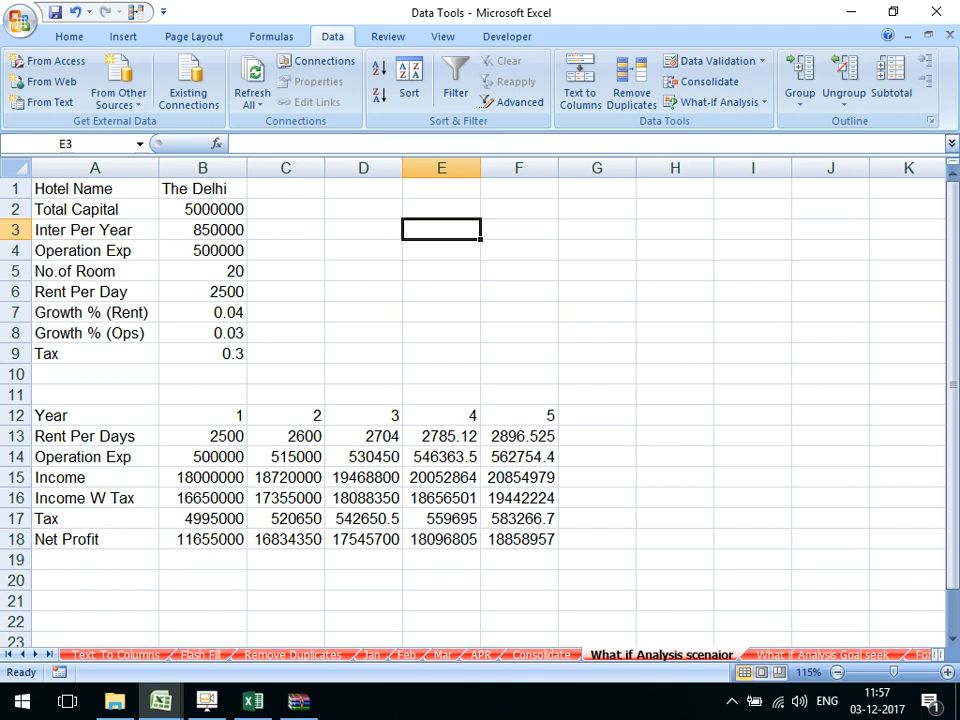 Data Tools - Microsoft Excel
Home Insert Page Layout Formulas Data Review View Developer
From Access
From Web
From Text
From Other Sources
Existing Connections
Get External Data
Refresh All
Connections
Properties
Edit Links
Connections
Sort
Filter
Clear
Reapply
Advanced
Sort & Filter
Text to Columns
Remove Duplicates
Data Validation
Consolidate
What-If Analysis
Data Tools
Group
Ungroup
Subtotal
Outline
E3 fx
A B C D E F G H I J K
1 Hotel Name The Delhi
2 Total Capital 5000000
3 Inter Per Year 850000
4 Operation Exp 500000
5 No.of Room 20
6 Rent Per Day 2500
7 Growth % (Rent) 0.04
8 Growth % (Ops) 0.03
9 Tax 0.3
10
11
12 Year 1 2 3 4 5
13 Rent Per Days 2500 2600 2704 2785.12 2896.525
14 Operation Exp 500000 515000 530450 546363.5 562754.4
15 Income 18000000 18720000 19468800 20052864 20854979
16 Income W Tax 16650000 17355000 18088350 18656501 19442224
17 Tax 4995000 520650 542650.5 559695 583266.7
18 Net Profit 11655000 16834350 17545700 18096805 18858957
19
20
21
22
23
Text To Columns Flash Fill Remove Duplicates Jan Feb Mar APR Consolidate What if Analysis scenaior What if Analysis Goal seek
Ready 115%
ENG 11:57
03-12-2017
1